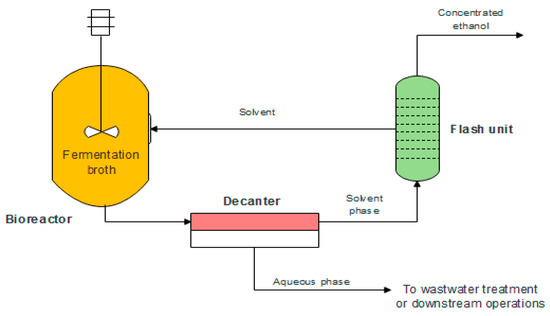 Concentrated
ethanol
Solvent
Flash unit
Fermentation
broth
Decanter
Solvent
phase
Bioreactor
Aqueous phase
To wastwater treatment
or downstream operations